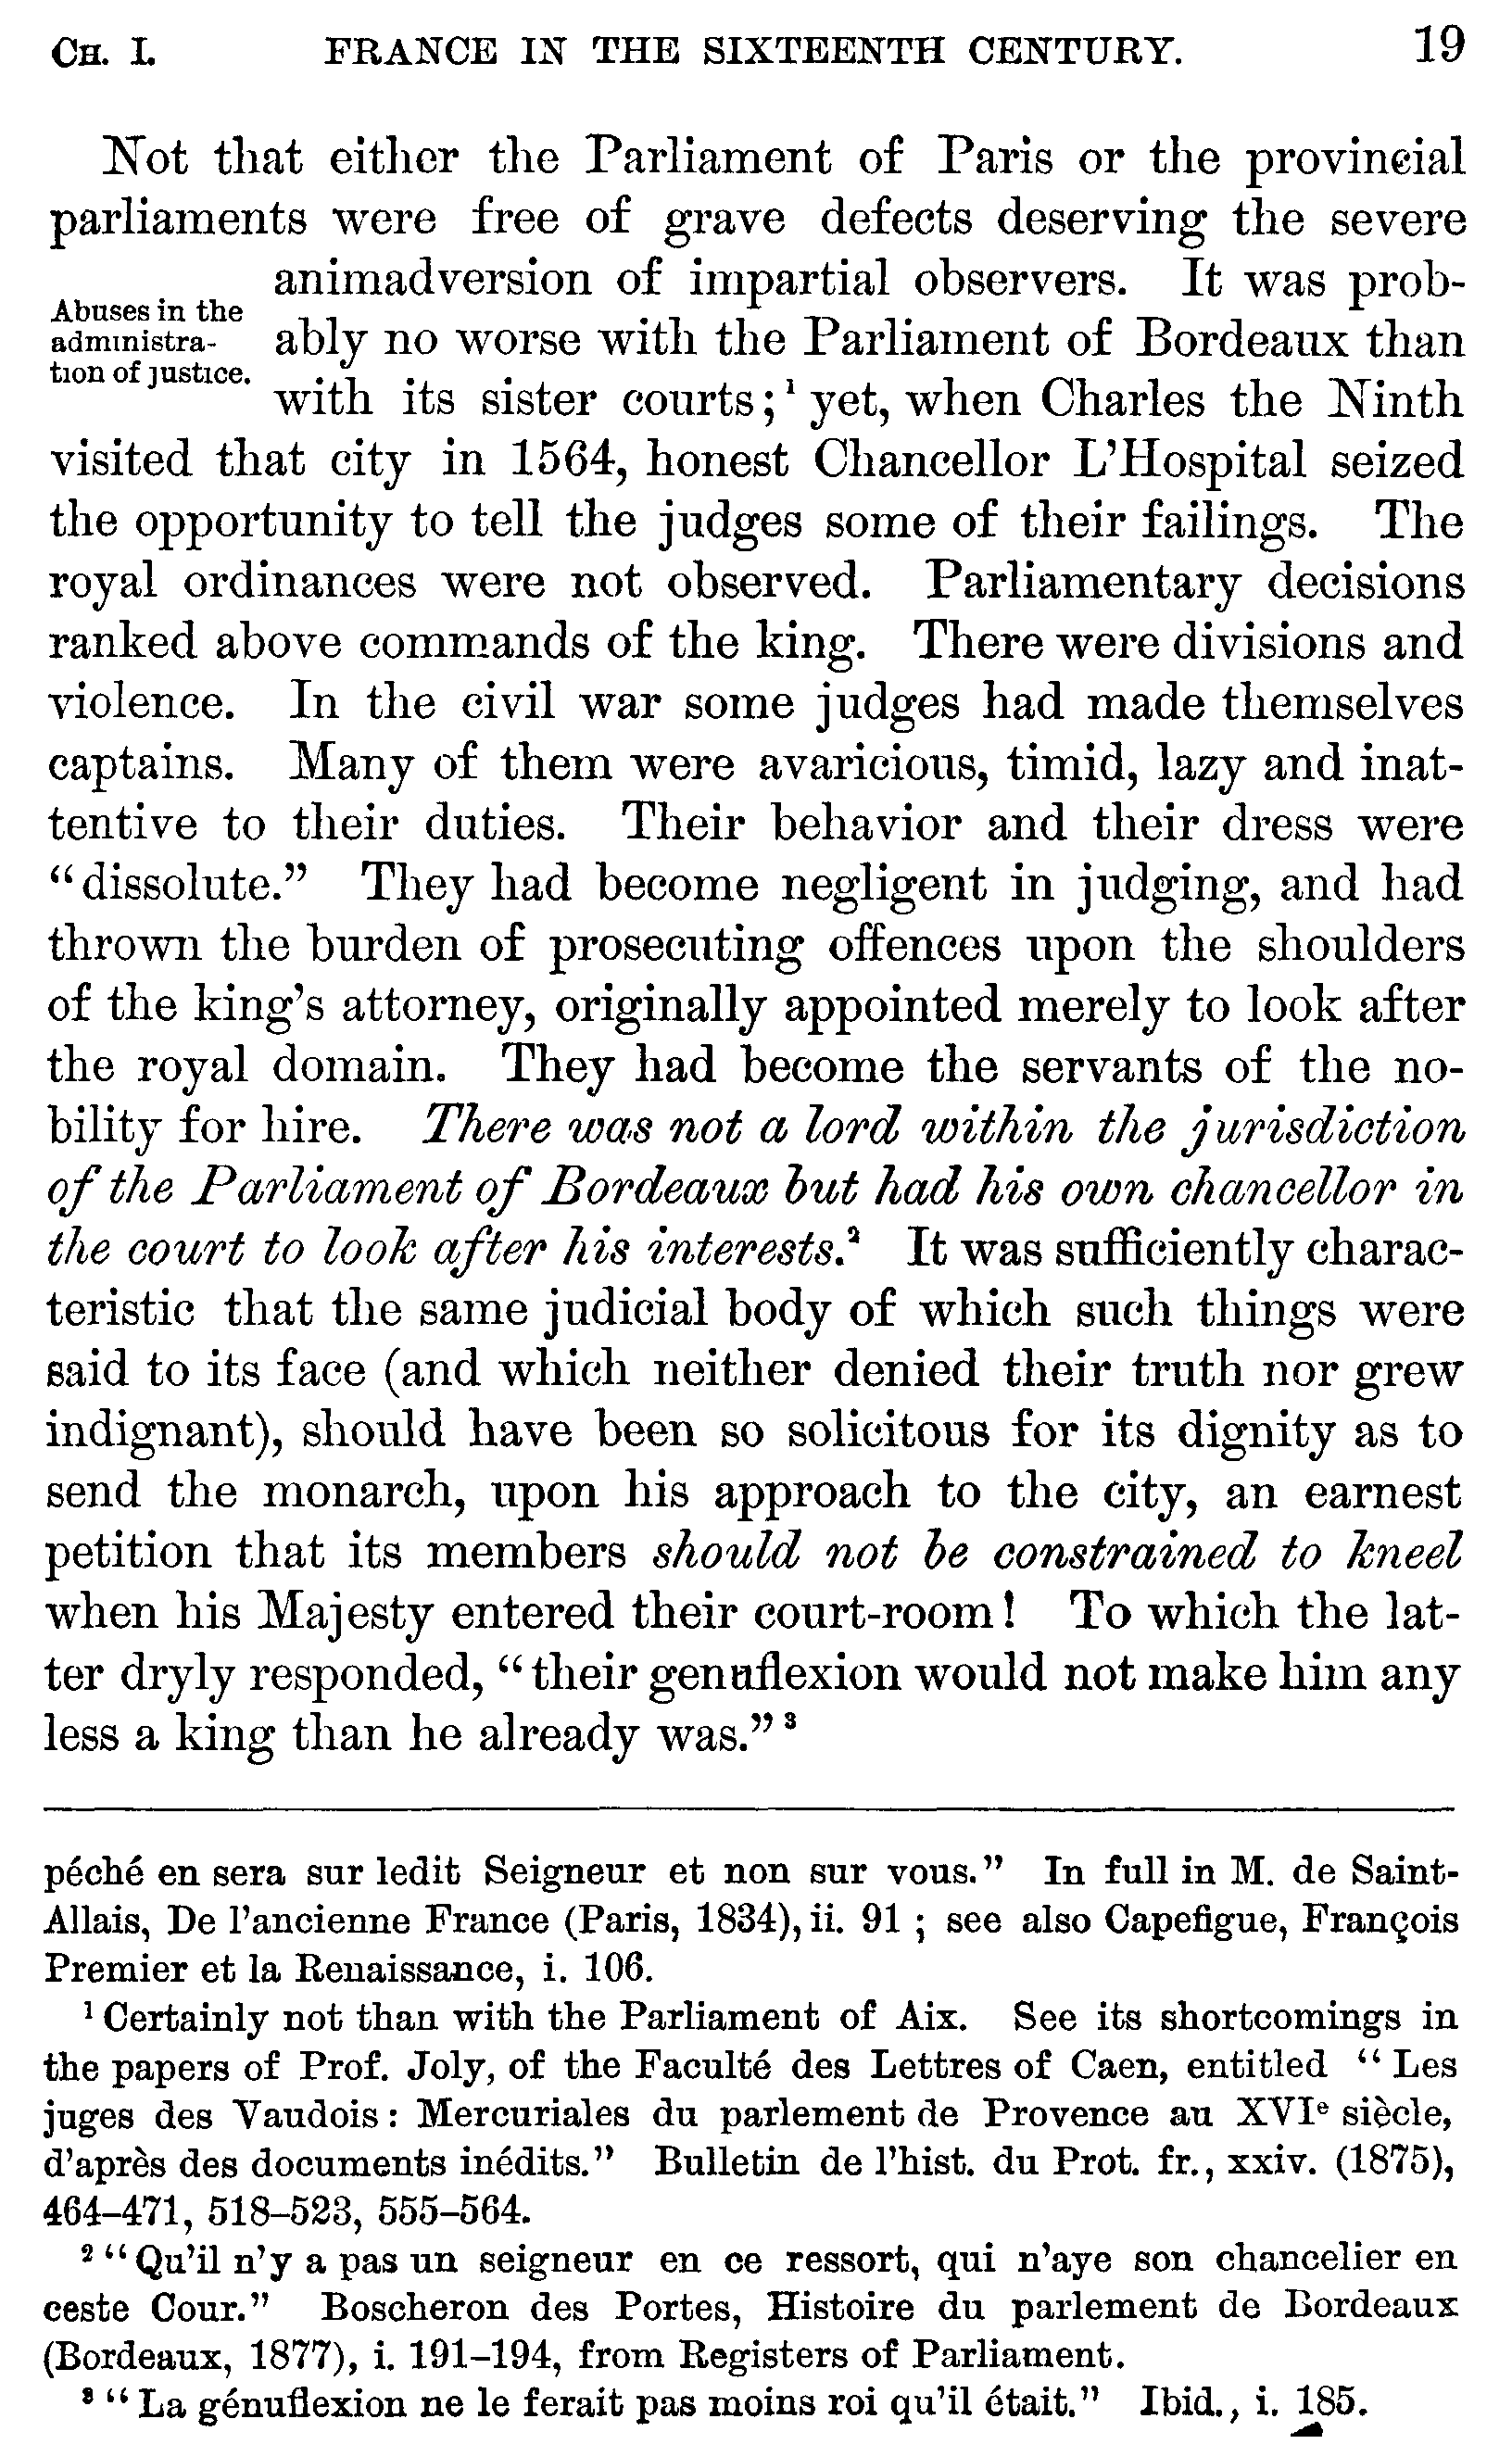 CH. I. FRANCE IN THE SIXTEENTH CENTURY. 19
Not that either the Parliament of Paris or the provincial
parliaments were free of grave defects deserving the severe
animadversion of impartial observers. It was prob-
Abuses in the
administra-
tion of justice.
ably no worse with the Parliament of Bordeaux than
with its sister courts;¹ yet, when Charles the Ninth
visited that city in 1564, honest Chancellor L’Hospital seized
the opportunity to tell the judges some of their failings. The
royal ordinances were not observed. Parliamentary decisions
ranked above commands of the king. There were divisions and
violence. In the civil war some judges had made themselves
captains. Many of them were avaricious, timid, lazy and inat-
tentive to their duties. Their behavior and their dress were
“dissolute.” They had become negligent in judging, and had
thrown the burden of prosecuting offences upon the shoulders
of the king’s attorney, originally appointed merely to look after
the royal domain. They had become the servants of the no-
bility for hire. There was not a lord within the jurisdiction
of the Parliament of Bordeaux but had his own chancellor in
the court to look after his interests.² It was sufficiently charac-
teristic that the same judicial body of which such things were
said to its face (and which neither denied their truth nor grew
indignant), should have been so solicitous for its dignity as to
send the monarch, upon his approach to the city, an earnest
petition that its members should not be constrained to kneel
when his Majesty entered their court-room! To which the lat-
ter dryly responded, “their genuflexion would not make him any
less a king than he already was.”³
péché en sera sur ledit Seigneur et non sur vous.” In full in M. de Saint-
Allais, De l’ancienne France (Paris, 1834), ii. 91 ; see also Capefigue, François
Premier et la Renaissance, i. 106.
¹ Certainly not than with the Parliament of Aix. See its shortcomings in
the papers of Prof. Joly, of the Faculté des Lettres of Caen, entitled “Les
juges des Vaudois: Mercuriales du parlement de Provence au XVIᵉ siècle,
d’après des documents inédits.” Bulletin de l’hist. du Prot. fr., xxiv. (1875),
464–471, 518–523, 555–564.
² “Qu’il n’y a pas un seigneur en ce ressort, qui n’aye son chancelier en
ceste Cour.” Boscheron des Portes, Histoire du parlement de Bordeaux
(Bordeaux, 1877), i. 191–194, from Registers of Parliament.
³ “La génuflexion ne le ferait pas moins roi qu’il était.” Ibid., i. 185.